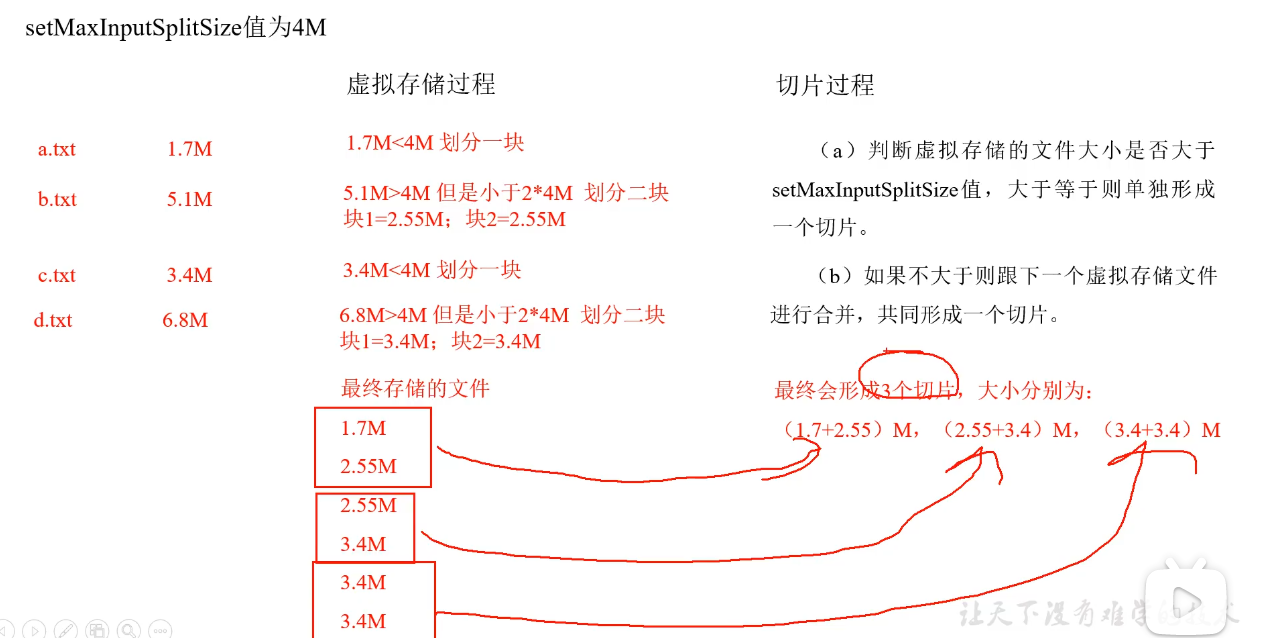 setMaxInputSplitSize值为4M
虚拟存储过程
切片过程
a.txt 1.7M
1.7M<4M 划分一块
b.txt 5.1M
5.1M>4M 但是小于2*4M 划分二块
块1=2.55M；块2=2.55M
c.txt 3.4M
3.4M<4M 划分一块
d.txt 6.8M
6.8M>4M 但是小于2*4M 划分二块
块1=3.4M；块2=3.4M
最终存储的文件
1.7M
2.55M
2.55M
3.4M
3.4M
3.4M
（a）判断虚拟存储的文件大小是否大于
setMaxInputSplitSize值，大于等于则单独形成
一个切片。
（b）如果不大于则跟下一个虚拟存储文件
进行合并，共同形成一个切片。
最终会形成3个切片，大小分别为：
（1.7+2.55）M，（2.55+3.4）M，（3.4+3.4）M
让天下没有难学的技术